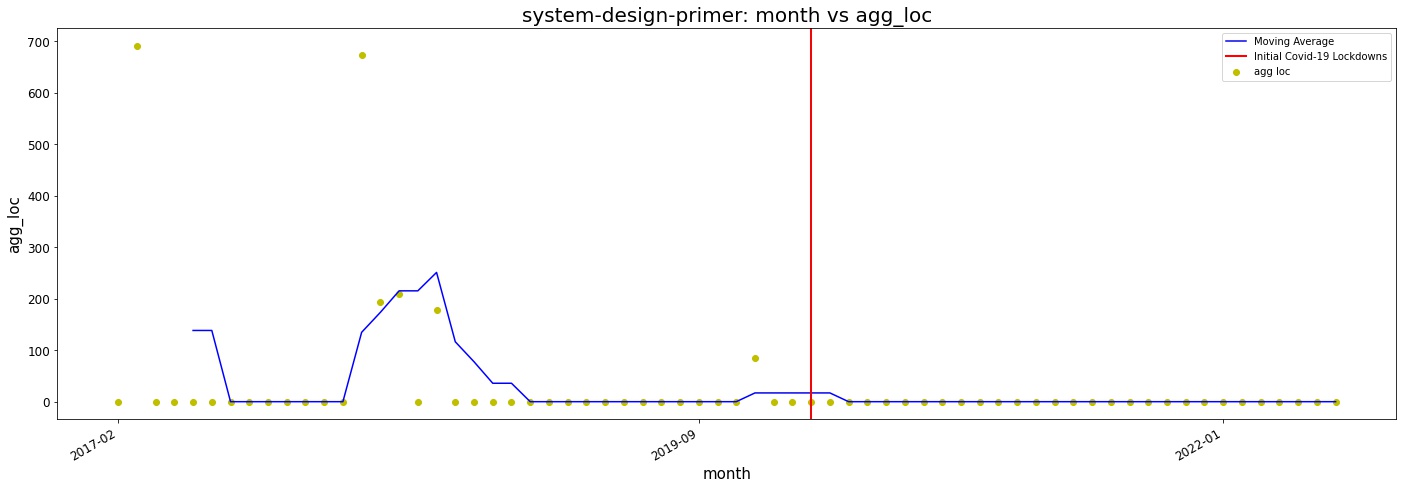 system-design-primer: month vs agg_loc
Moving Average
Initial Covid-19 Lockdowns
agg loc
700
600
500
400
300
200
100
0
agg_loc
2017-02
2019-09
2022-01
month